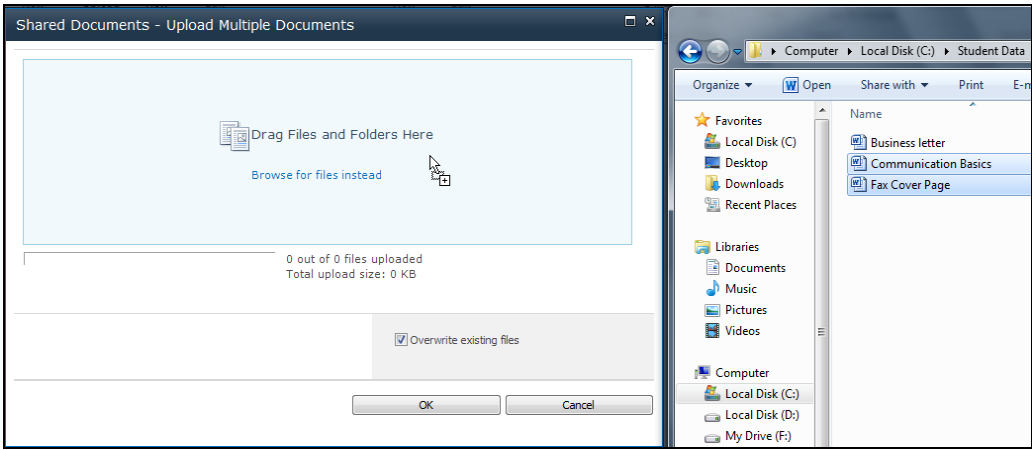 Shared Documents - Upload Multiple Documents
Drag Files and Folders Here
Browse for files instead
0 out of 0 files uploaded
Total upload size: 0 KB
Overwrite existing files
OK
Cancel
Computer Local Disk (C:) Student Data
Organize Open Share with Print
Favorites
Local Disk (C)
Desktop
Downloads
Recent Places
Libraries
Documents
Music
Pictures
Videos
Computer
Local Disk (C:)
Local Disk (D:)
My Drive (F:)
Name
Business letter
Communication Basics
Fax Cover Page